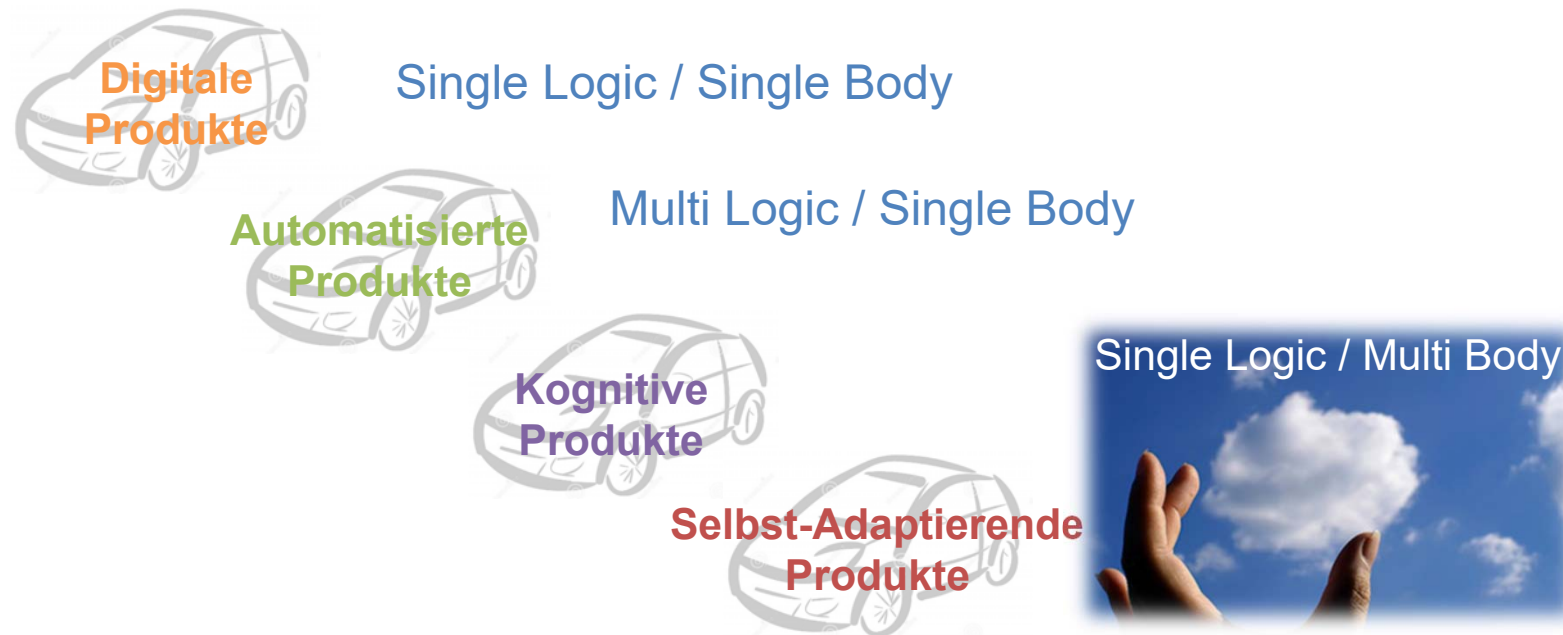 Digitale
Produkte
Single Logic / Single Body
Automatisierte
Produkte
Multi Logic / Single Body
Kognitive
Produkte
Single Logic / Multi Body
Selbst-Adaptierende
Produkte